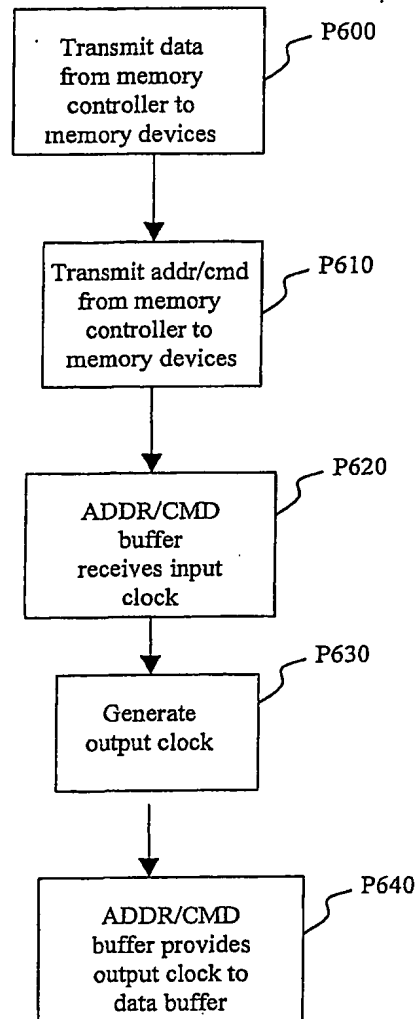 Transmit data
from memory
controller to
memory devices
P600
Transmit addr/cmd
from memory
controller to
memory devices
P610
ADDR/CMD
buffer
receives input
clock
P620
Generate
output clock
P630
ADDR/CMD
buffer provides
output clock to
data buffer
P640